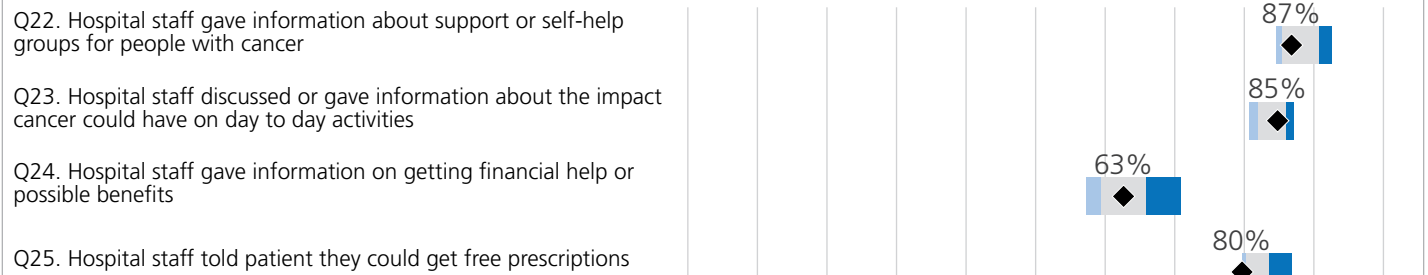 Q22. Hospital staff gave information about support or self-help
groups for people with cancer
87%
Q23. Hospital staff discussed or gave information about the impact
cancer could have on day to day activities
85%
Q24. Hospital staff gave information on getting financial help or
possible benefits
63%
Q25. Hospital staff told patient they could get free prescriptions
80%